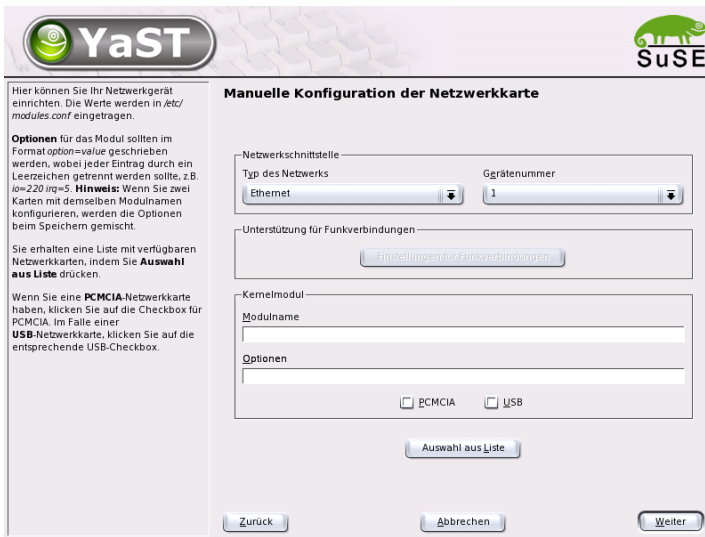 YaST
SuSE
Hier können Sie Ihr Netzwerkgerät
einrichten. Die Werte werden in /etc/
modules.conf eingetragen.
Optionen für das Modul sollten im
Format option=value geschrieben
werden, wobei jeder Eintrag durch ein
Leerzeichen getrennt werden sollte, z.B.
io=220 irq=5. Hinweis: Wenn Sie zwei
Karten mit demselben Modulnamen
konfigurieren, werden die Optionen
beim Speichern gemischt.
Sie erhalten eine Liste mit verfügbaren
Netzwerkkarten, indem Sie Auswahl
aus Liste drücken.
Wenn Sie eine PCMCIA-Netzwerkkarte
haben, klicken Sie auf die Checkbox für
PCMCIA. Im Falle einer
USB-Netzwerkkarte, klicken Sie auf die
entsprechende USB-Checkbox.
Manuelle Konfiguration der Netzwerkkarte
Netzwerkschnittstelle
Typ des Netzwerks
Gerätenummer
Ethernet
1
Unterstützung für Funkverbindungen
Einstellungen für Funkverbindungen
Kernelmodul
Modulname
Optionen
PCMCIA
USB
Auswahl aus Liste
Zurück
Abbrechen
Weiter